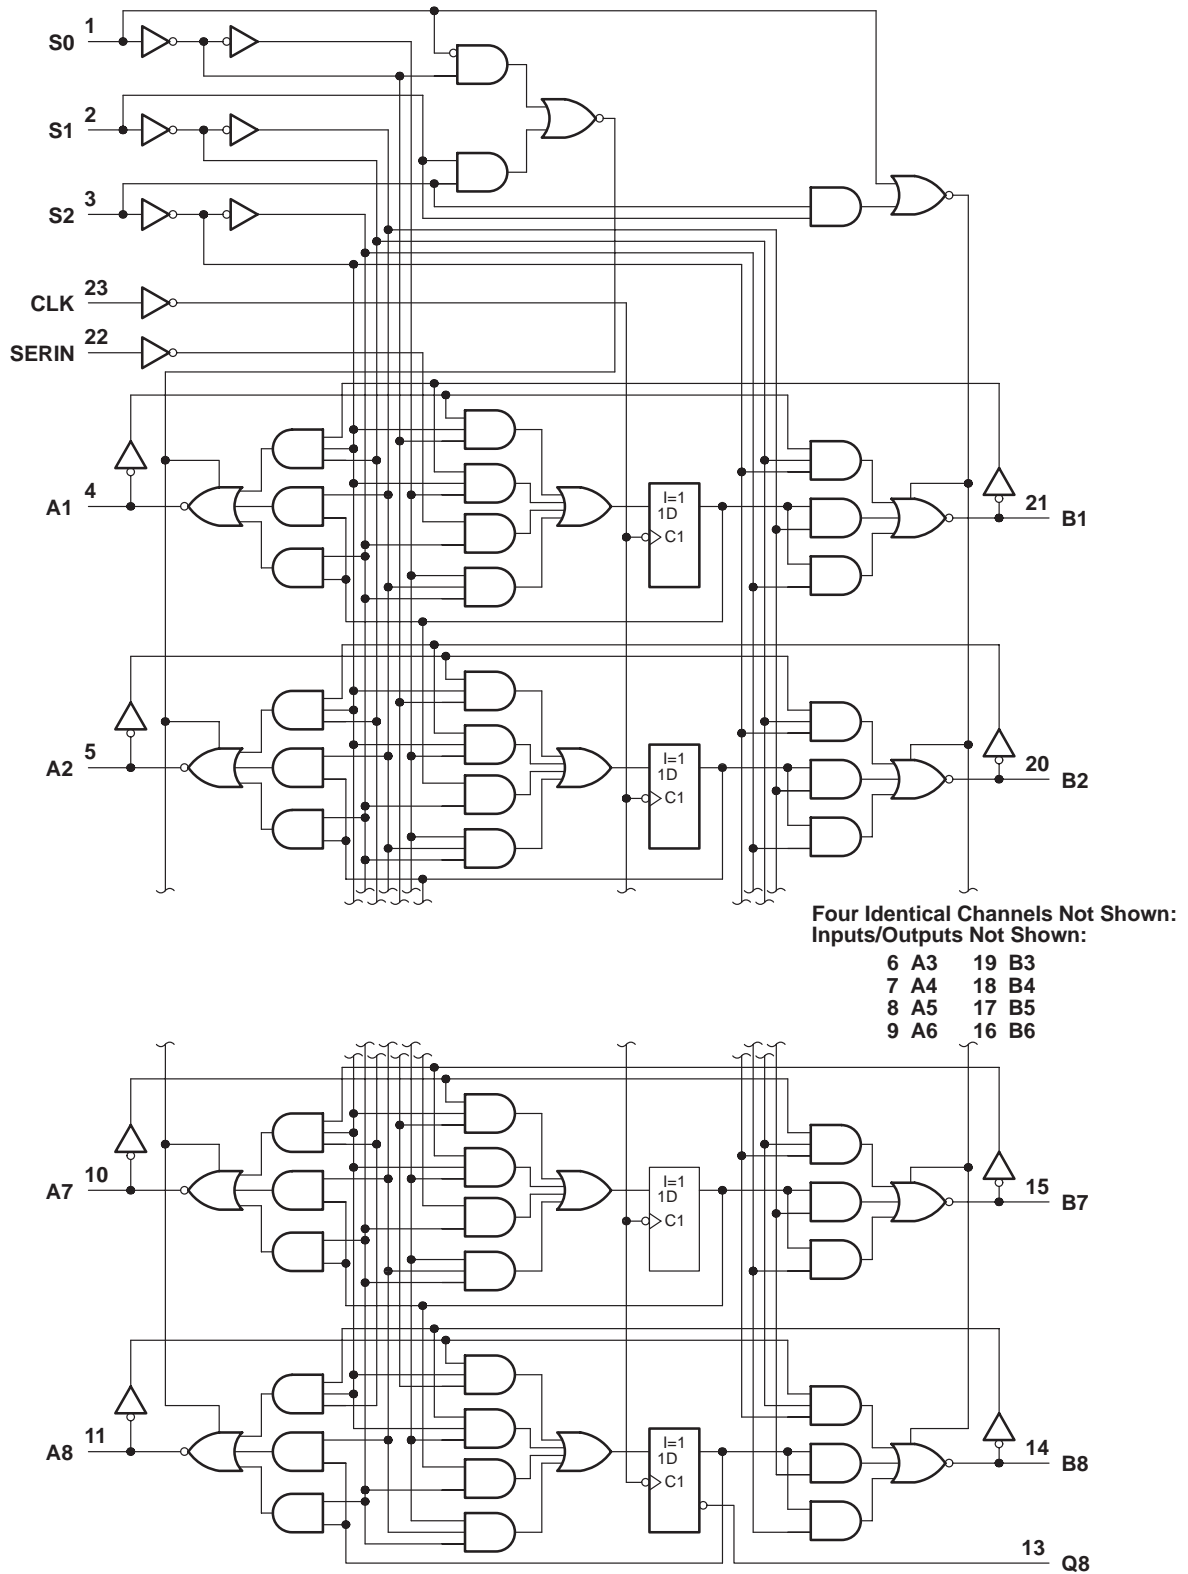 S0 1
S1 2
S2 3
CLK 23
SERIN 22
A1 4
I=1
1D
C1
21 B1
A2 5
I=1
1D
C1
20 B2
Four Identical Channels Not Shown:
Inputs/Outputs Not Shown:
6 A3 19 B3
7 A4 18 B4
8 A5 17 B5
9 A6 16 B6
A7 10
I=1
1D
C1
15 B7
A8 11
I=1
1D
C1
14 B8
13 Q8